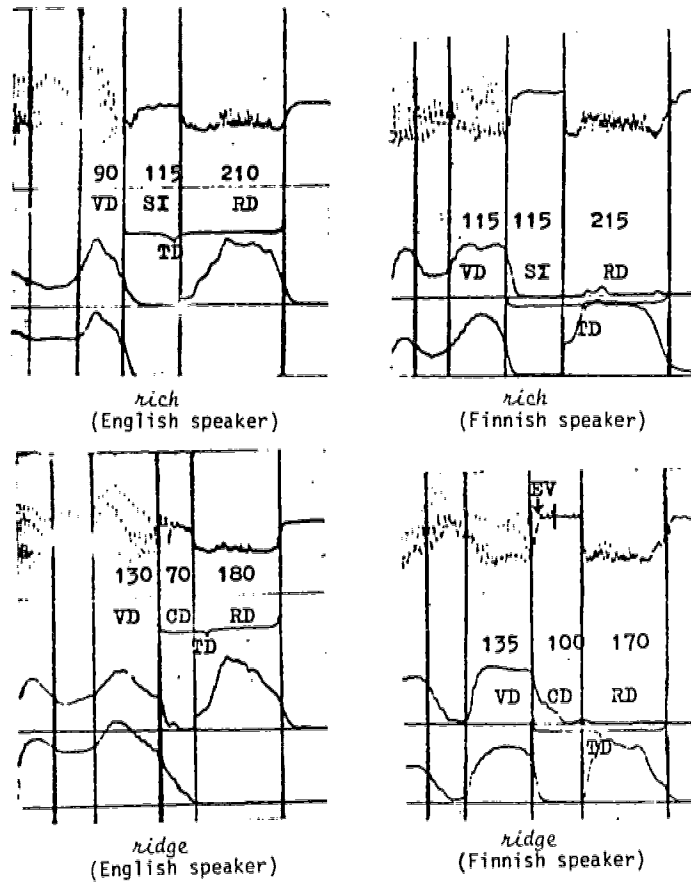 90 115 210
VD SI RD
TD
rich
(English speaker)
115 115 215
VD SI RD
TD
rich
(Finnish speaker)
130 70 180
VD CD RD
TD
ridge
(English speaker)
EV
135 100 170
VD CD RD
TD
ridge
(Finnish speaker)